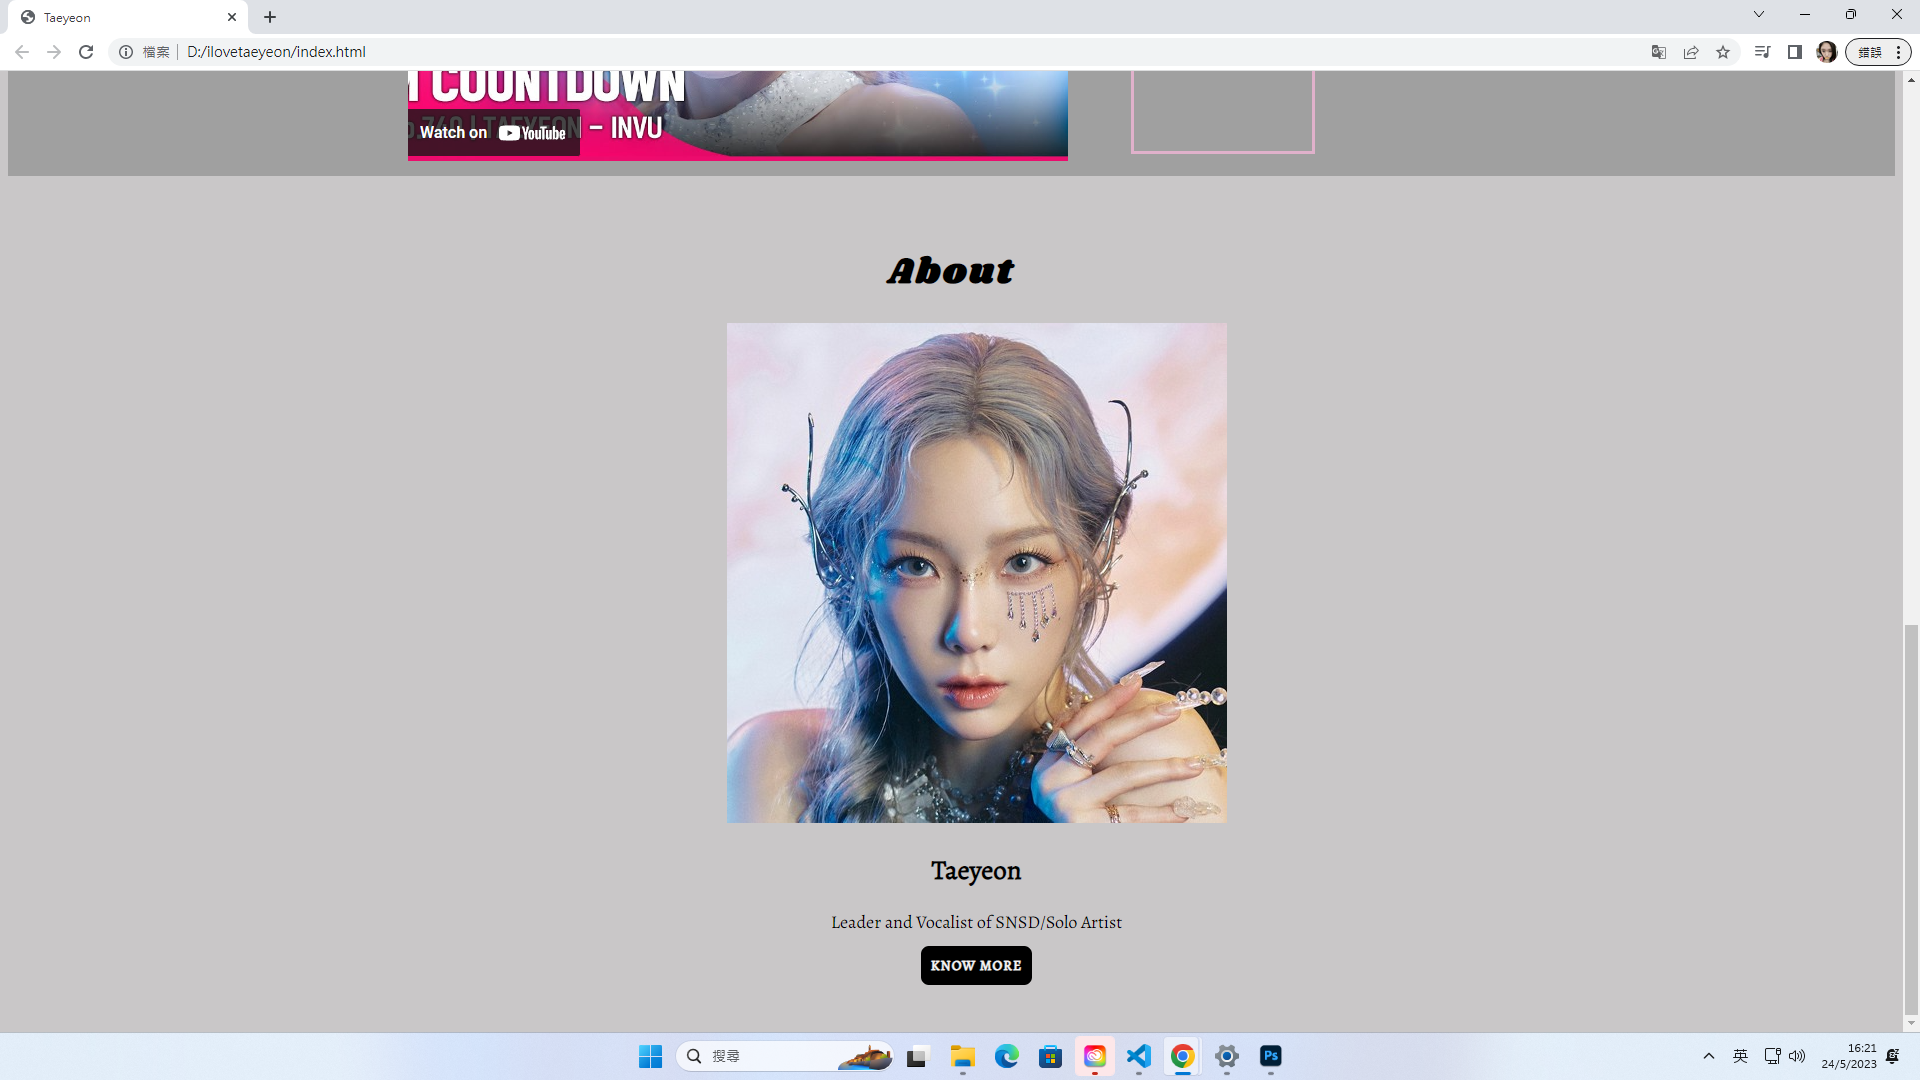 Taeyeon
檔案 D:/ilovetaeyeon/index.html
錯誤
COUNTDOWN
TAEYEON – INVU
Watch on YouTube
About
Taeyeon
Leader and Vocalist of SNSD/Solo Artist
KNOW MORE
搜尋
Ps
英
16:21
24/5/2023